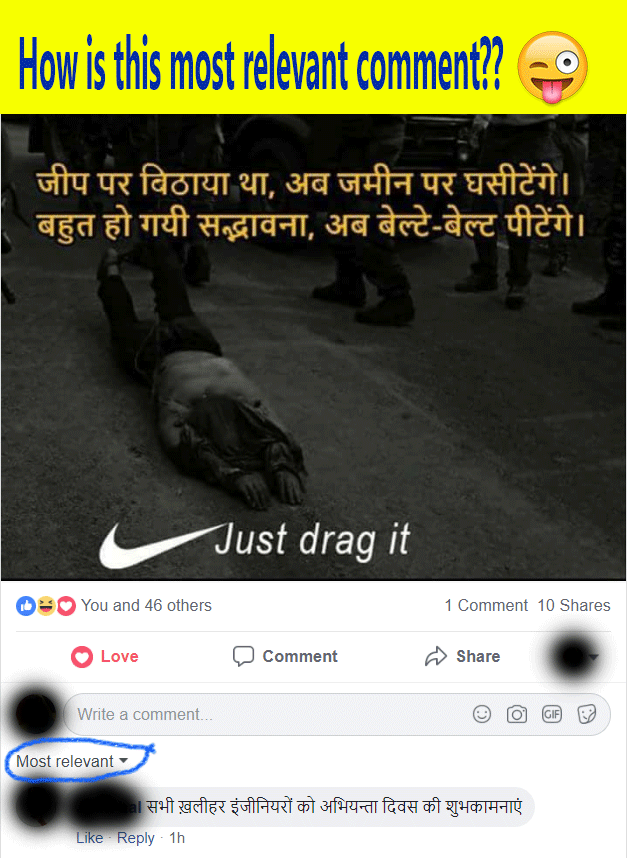 How is this most relevant comment??
जीप पर विठाया था, अब जमीन पर घसीटेंगे।
बहुत हो गयी सद्भावना, अब बेल्टे-बेल्ट पीटेंगे।
Just drag it
You and 46 others 1 Comment 10 Shares
Love Comment Share
Write a comment... GIF
Most relevant
सभी ख़लीहर इंजीनियरों को अभियन्ता दिवस की शुभकामनाएं
Like · Reply · 1h